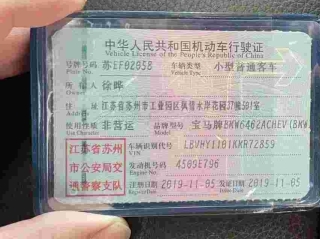 中华人民共和国机动车行驶证
Vehicle License of the People's Republic of China
号牌号码 苏EF02B5B 车辆类型 小型普通客车
Plate No. Vehicle Type
所 有 人 徐晔
住 址 江苏省苏州市工业园区枫情水岸花园37幢501室
使用性质 非营运 品牌型号 宝马牌BMW6462ACHEV(BMW
江苏省苏州 车辆识别代号 LBVHY1101KKR72859
VIN
市公安局交 发动机号码 4509E796
Engine No.
通警察支队 注册日期 2019-11-05 发证日期 2019-11-05